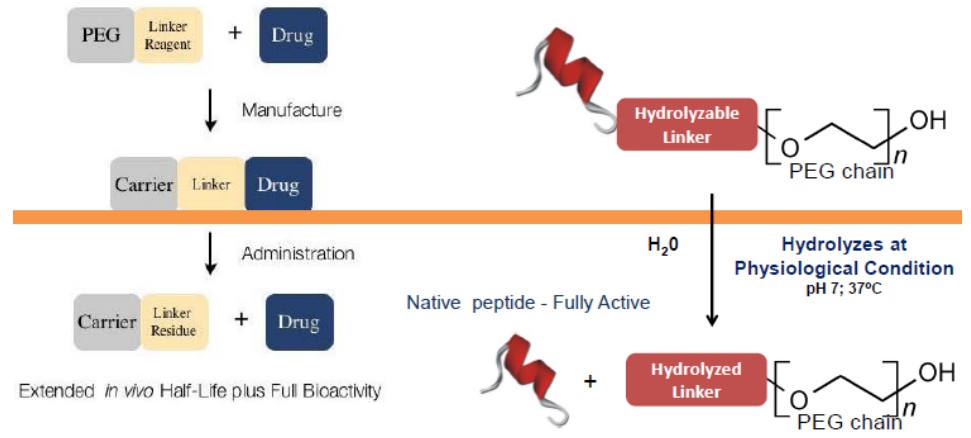 PEG
Linker
Reagent
+
Drug
Manufacture
Carrier
Linker
Drug
Administration
Carrier
Linker
Residue
+
Drug
Extended in vivo Half-Life plus Full Bioactivity
Hydrolyzable
Linker
O
n
OH
PEG chain
H₂0
Hydrolyzes at
Physiological Condition
pH 7; 37ºC
Native peptide - Fully Active
+
Hydrolyzed
Linker
O
n
OH
PEG chain